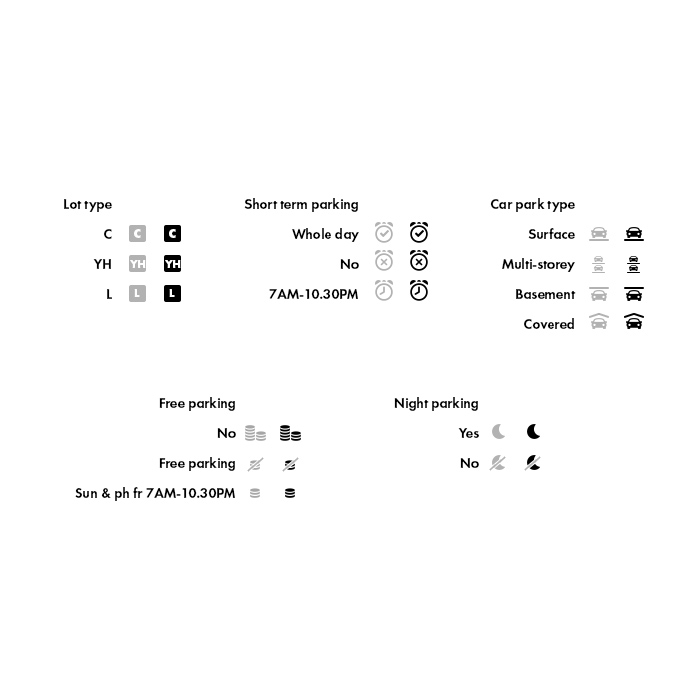 Lot type
C C C
YH YH YH
L L L
Short term parking
Whole day
No
7AM-10.30PM
Car park type
Surface
Multi-storey
Basement
Covered
Free parking
No
Free parking
Sun & ph fr 7AM-10.30PM
Night parking
Yes
No